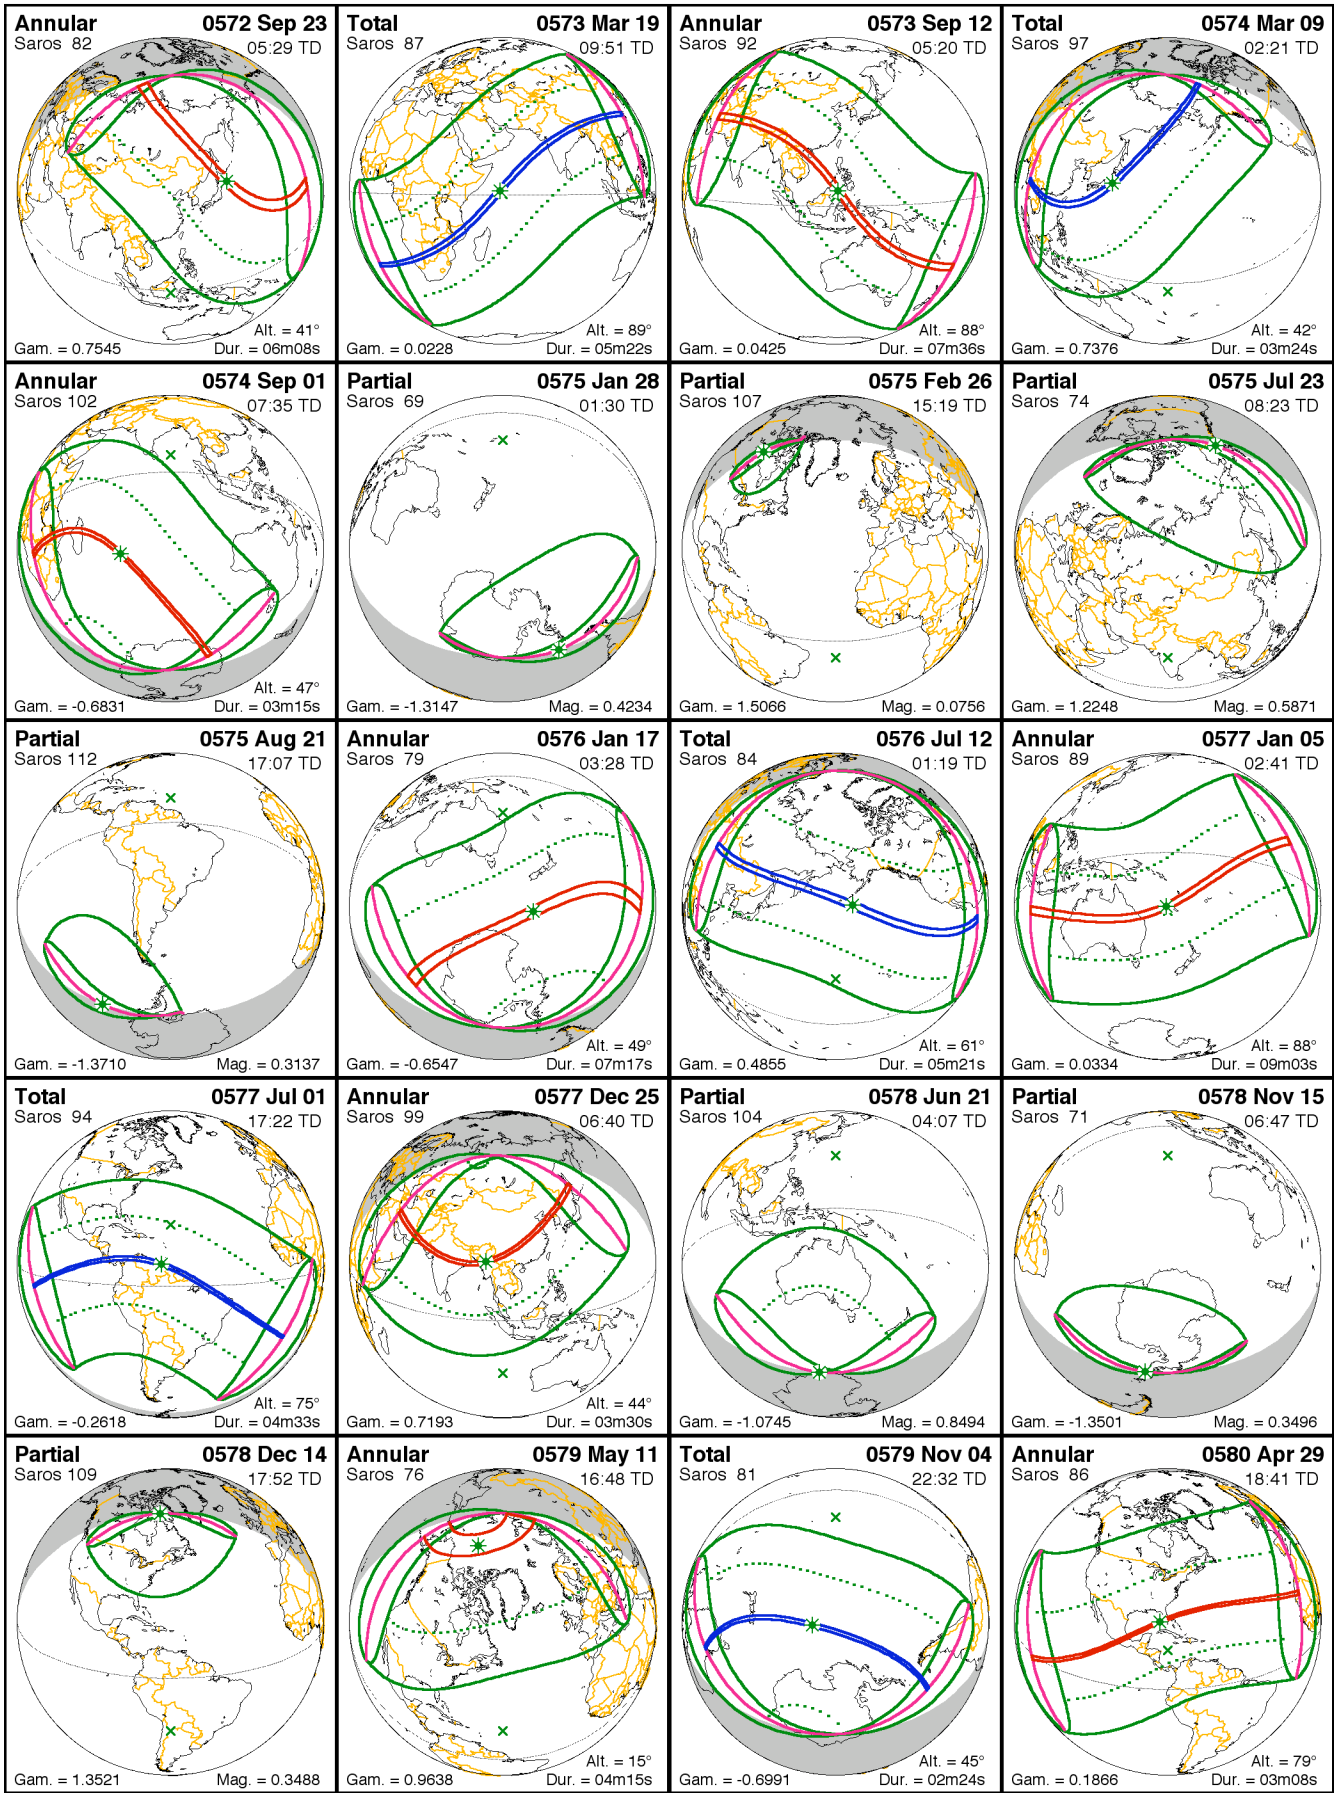 Annular 0572 Sep 23
Saros 82 05:29 TD
Alt. = 41°
Gam. = 0.7545 Dur. = 06m08s
Total 0573 Mar 19
Saros 87 09:51 TD
Alt. = 89°
Gam. = 0.0228 Dur. = 05m22s
Annular 0573 Sep 12
Saros 92 05:20 TD
Alt. = 88°
Gam. = 0.0425 Dur. = 07m36s
Total 0574 Mar 09
Saros 97 02:21 TD
Alt. = 42°
Gam. = 0.7376 Dur. = 03m24s
Annular 0574 Sep 01
Saros 102 07:35 TD
Alt. = 47°
Gam. = -0.6831 Dur. = 03m15s
Partial 0575 Jan 28
Saros 69 01:30 TD
Gam. = -1.3147 Mag. = 0.4234
Partial 0575 Feb 26
Saros 107 15:19 TD
Gam. = 1.5066 Mag. = 0.0756
Partial 0575 Jul 23
Saros 74 08:23 TD
Gam. = 1.2248 Mag. = 0.5871
Partial 0575 Aug 21
Saros 112 17:07 TD
Gam. = -1.3710 Mag. = 0.3137
Annular 0576 Jan 17
Saros 79 03:28 TD
Alt. = 49°
Gam. = -0.6547 Dur. = 07m17s
Total 0576 Jul 12
Saros 84 01:19 TD
Alt. = 61°
Gam. = 0.4855 Dur. = 05m21s
Annular 0577 Jan 05
Saros 89 02:41 TD
Alt. = 88°
Gam. = 0.0334 Dur. = 09m03s
Total 0577 Jul 01
Saros 94 17:22 TD
Alt. = 75°
Gam. = -0.2618 Dur. = 04m33s
Annular 0577 Dec 25
Saros 99 06:40 TD
Alt. = 44°
Gam. = 0.7193 Dur. = 03m30s
Partial 0578 Jun 21
Saros 104 04:07 TD
Gam. = -1.0745 Mag. = 0.8494
Partial 0578 Nov 15
Saros 71 06:47 TD
Gam. = -1.3501 Mag. = 0.3496
Partial 0578 Dec 14
Saros 109 17:52 TD
Gam. = 1.3521 Mag. = 0.3488
Annular 0579 May 11
Saros 76 16:48 TD
Alt. = 15°
Gam. = 0.9638 Dur. = 04m15s
Total 0579 Nov 04
Saros 81 22:32 TD
Alt. = 45°
Gam. = -0.6991 Dur. = 02m24s
Annular 0580 Apr 29
Saros 86 18:41 TD
Alt. = 79°
Gam. = 0.1866 Dur. = 03m08s